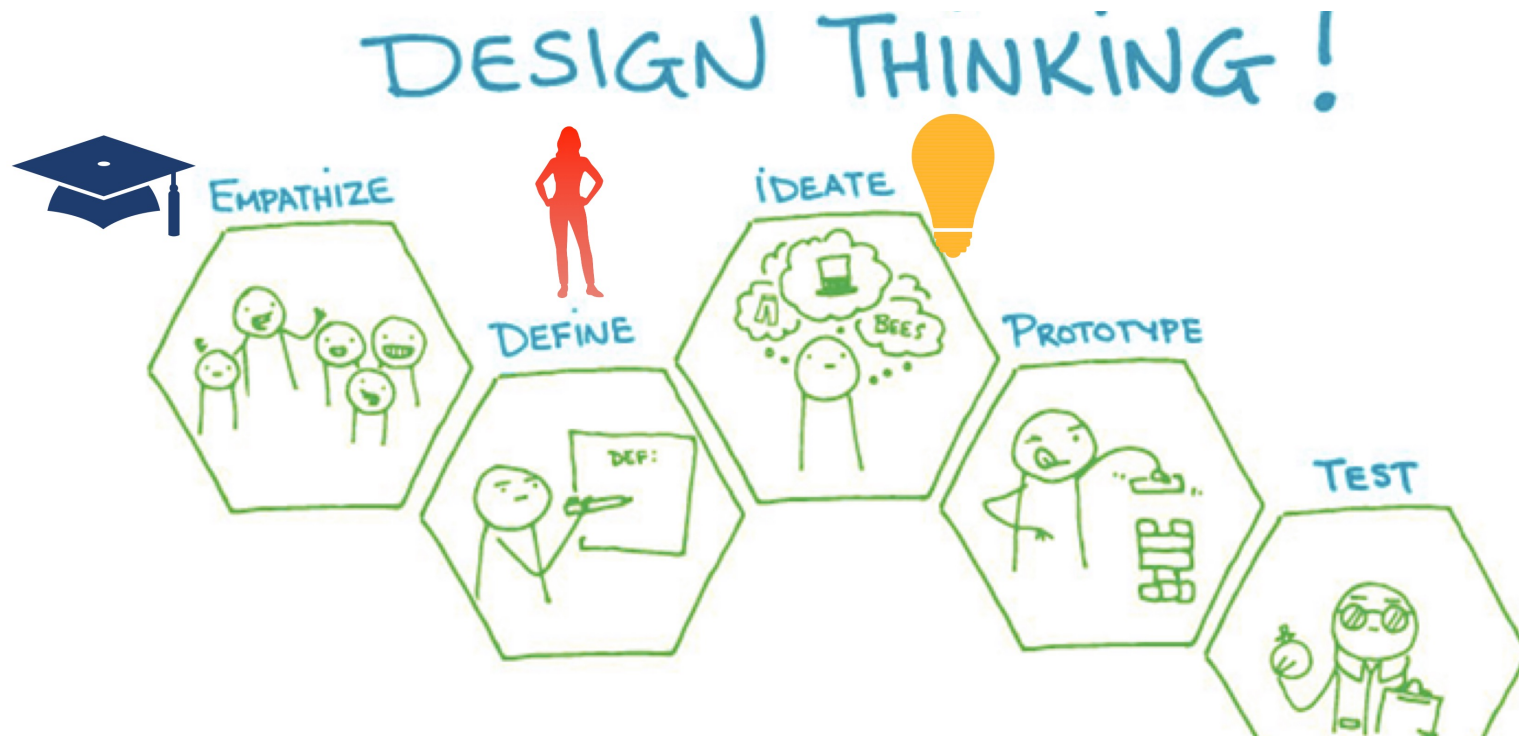 DESIGN THINKING!
EMPATHIZE
DEFINE
DEF:
iDEATE
BEES
PROTOTYPE
TEST